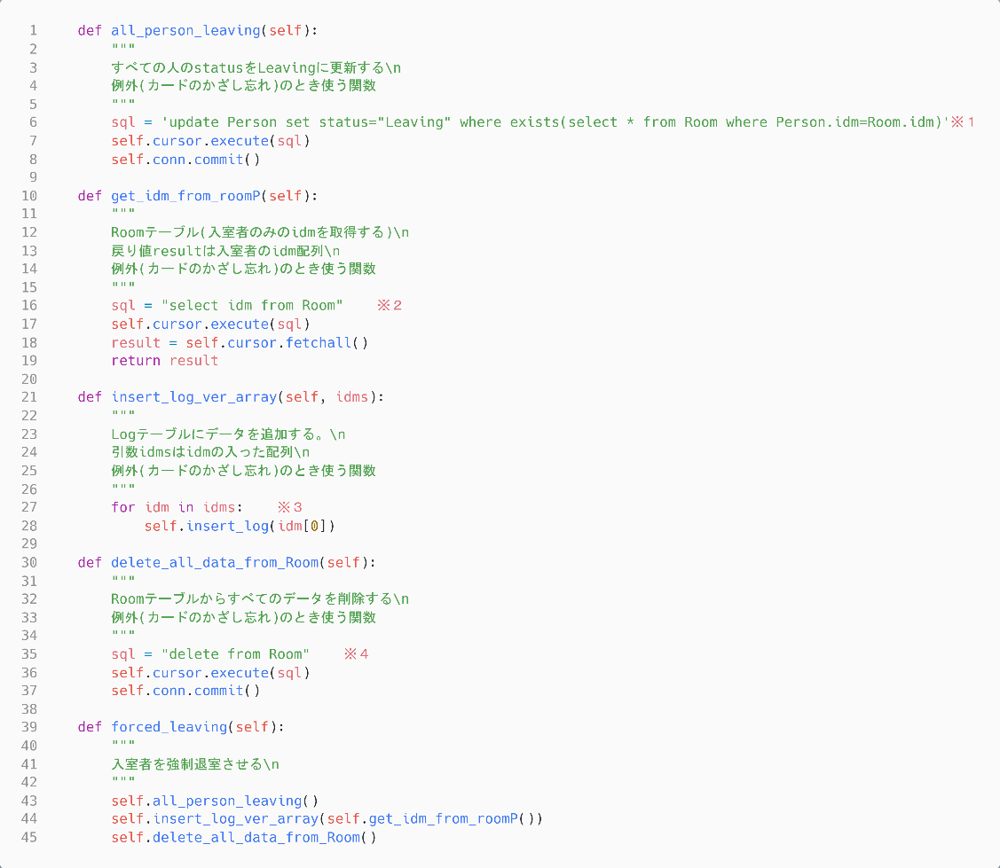 1 def all_person_leaving(self):
2 """
3 すべての人のstatusをLeavingに更新する\n
4 例外(カードのかざし忘れ)のとき使う関数
5 """
6 sql = 'update Person set status="Leaving" where exists(select * from Room where Person.idm=Room.idm)'※１
7 self.cursor.execute(sql)
8 self.conn.commit()
9
10 def get_idm_from_roomP(self):
11 """
12 Roomテーブル(入室者のみのidmを取得する)\n
13 戻り値resultは入室者のidm配列\n
14 例外(カードのかざし忘れ)のとき使う関数
15 """
16 sql = "select idm from Room" ※２
17 self.cursor.execute(sql)
18 result = self.cursor.fetchall()
19 return result
20
21 def insert_log_ver_array(self, idms):
22 """
23 Logテーブルにデータを追加する。\n
24 引数idmsはidmの入った配列\n
25 例外(カードのかざし忘れ)のとき使う関数
26 """
27 for idm in idms: ※３
28 self.insert_log(idm[0])
29
30 def delete_all_data_from_Room(self):
31 """
32 Roomテーブルからすべてのデータを削除する\n
33 例外(カードのかざし忘れ)のとき使う関数
34 """
35 sql = "delete from Room" ※４
36 self.cursor.execute(sql)
37 self.conn.commit()
38
39 def forced_leaving(self):
40 """
41 入室者を強制退室させる\n
42 """
43 self.all_person_leaving()
44 self.insert_log_ver_array(self.get_idm_from_roomP())
45 self.delete_all_data_from_Room()